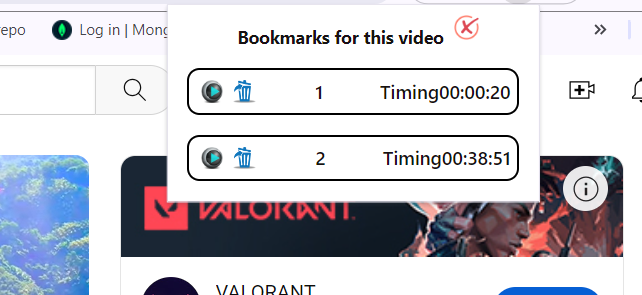 epo
Log in | Mong
Bookmarks for this video
1 Timing00:00:20
2 Timing00:38:51
VALORANT
VALORANT